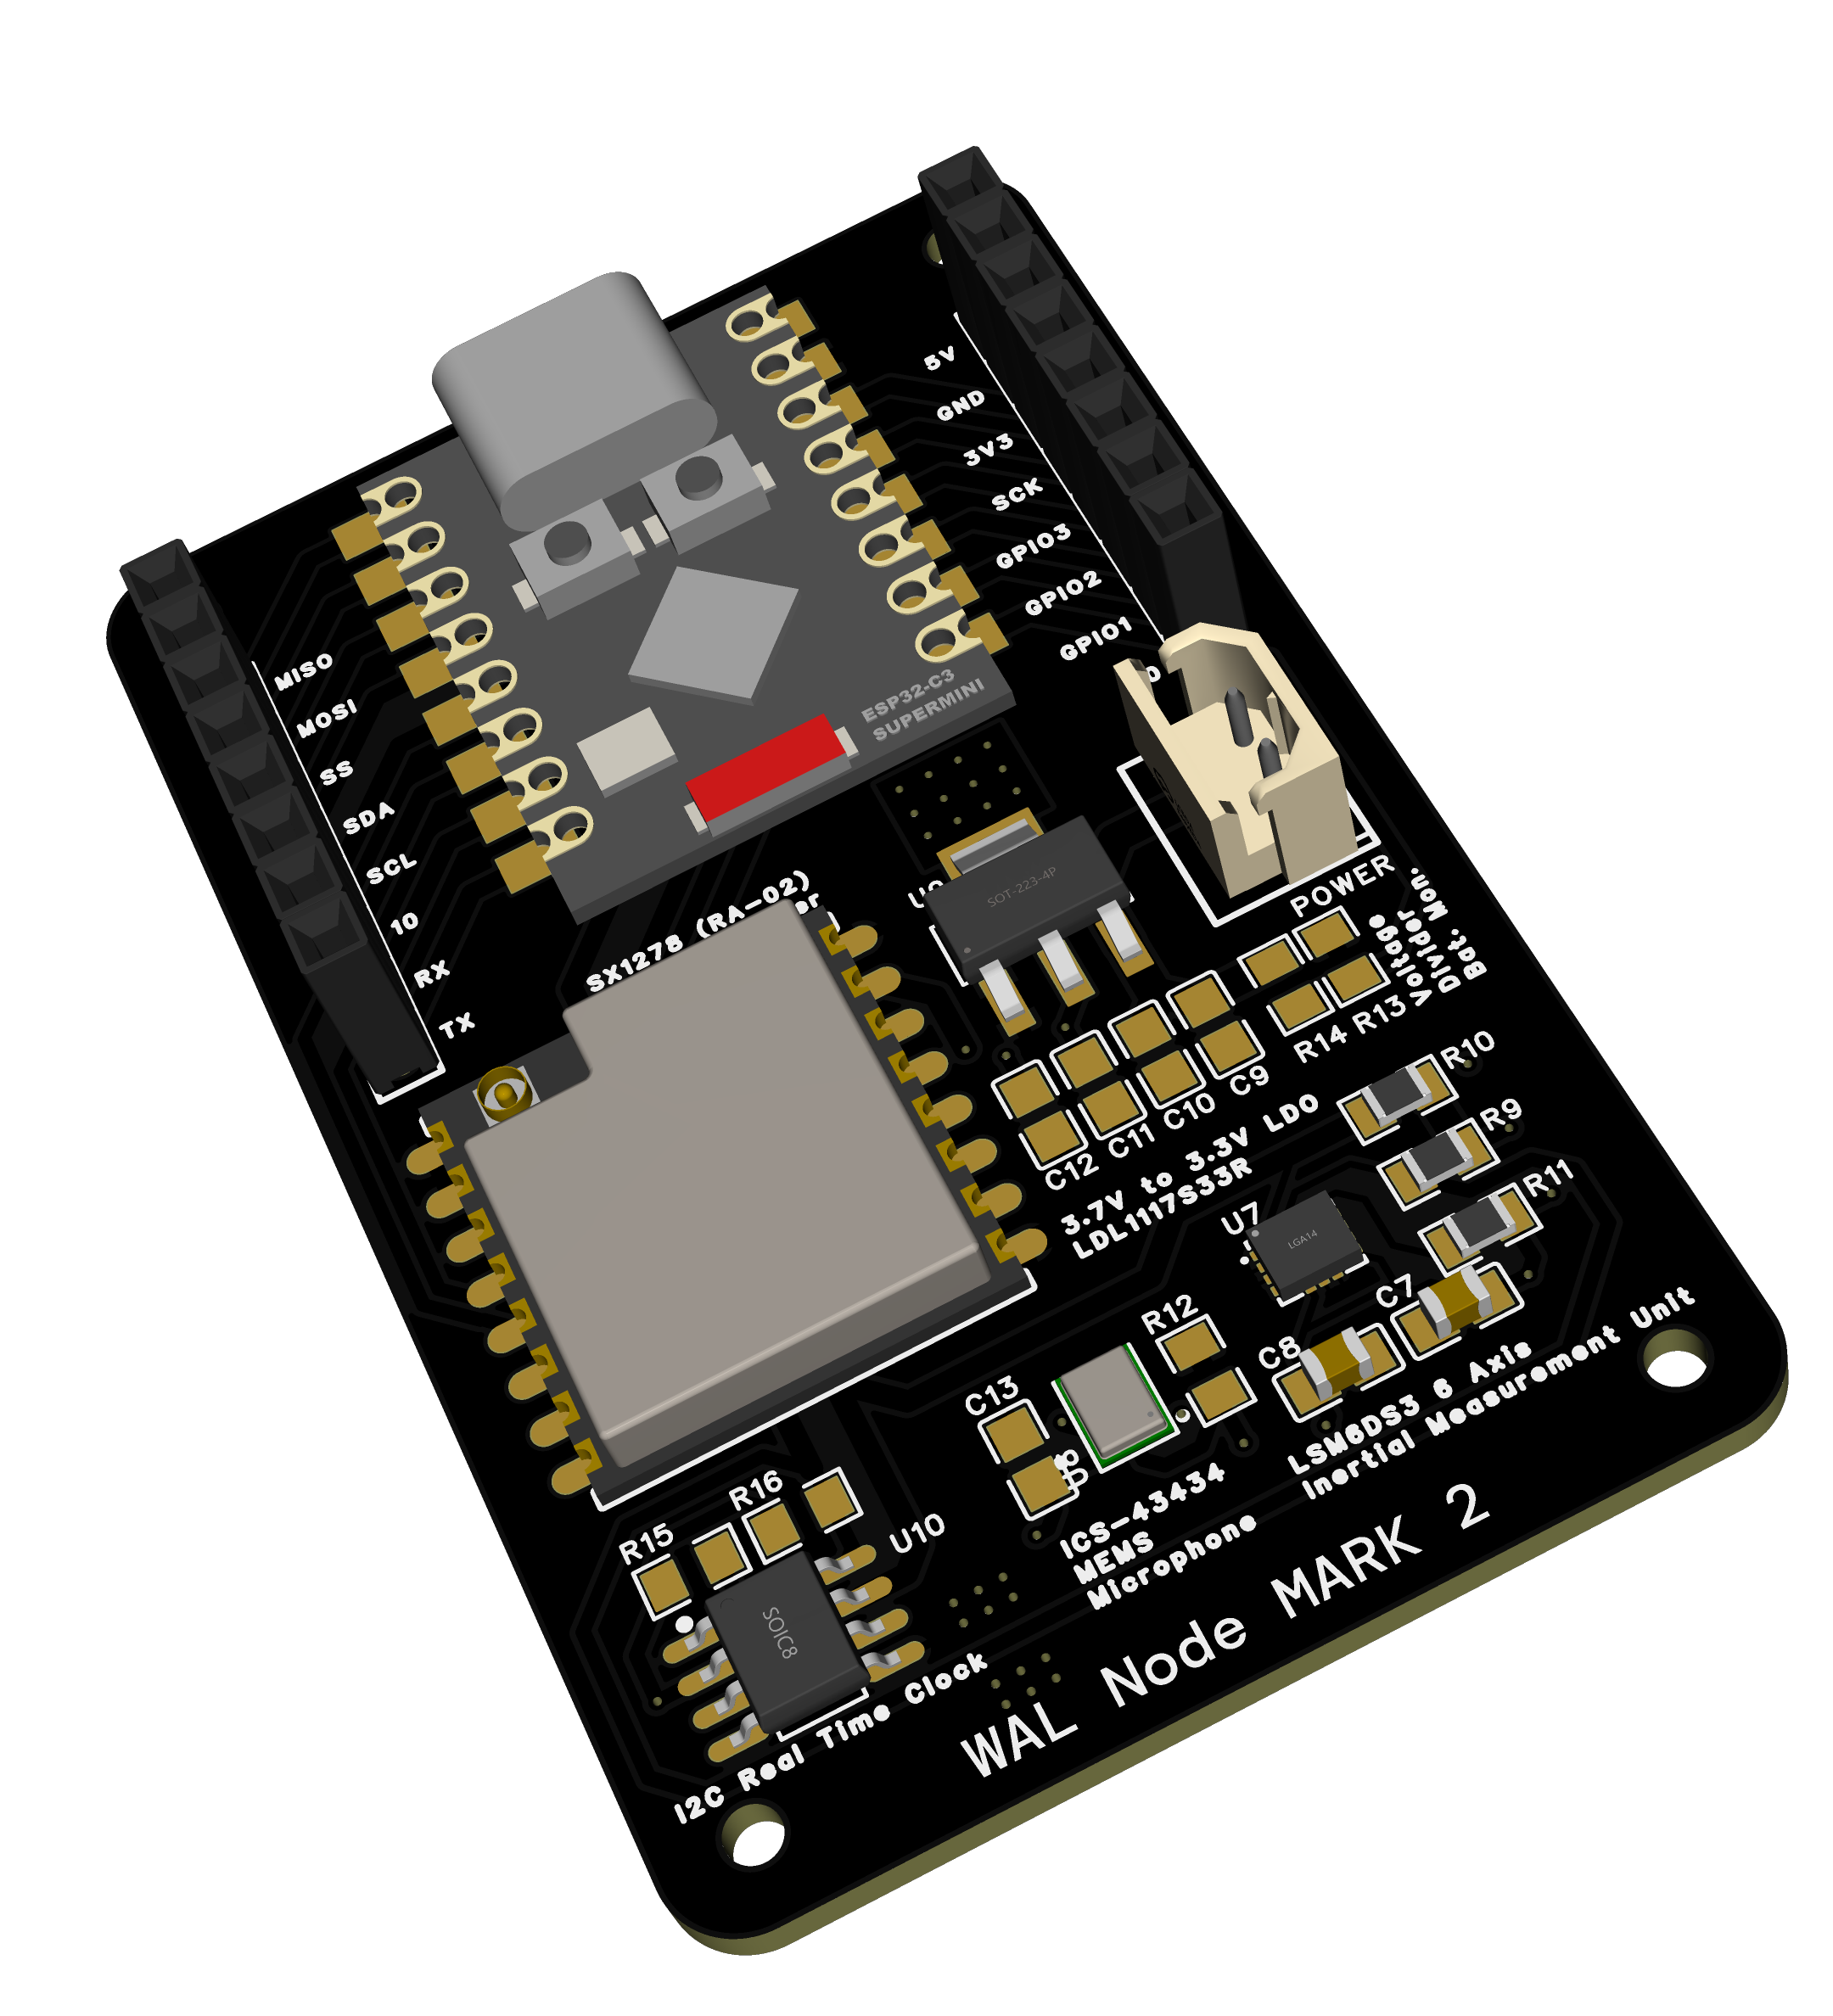 5V
GND
3V3
SCK
GPIO3
GPIO2
GPIO1
0
MISO
MOSI
SS
SDA
SCL
10
RX
TX
ESP32-C3
SUPERMINI
SX1278 (RA-02)
SOT-223-4P
POWER
Bat. Mon.
Voltage
Divider
R14 R13
C9
C10
C11
C12
3.7V to 3.3V LDO
LDL1117S33R
R10
R9
R11
U7
LGA14
C7
C8
R12
C13
LSM6DS3 6 Axis
Inertial Measurement Unit
ICS-43434
MEMS
Microphone
R16
R15
U10
SOIC8
I2C Real Time Clock
WAL Node MARK 2